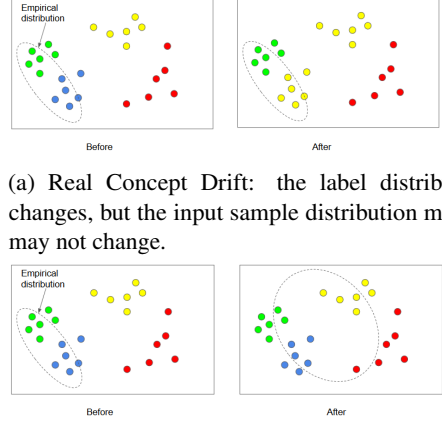 Empirical
distribution
Before
After
(a) Real Concept Drift: the label distrib
changes, but the input sample distribution m
may not change.
Empirical
distribution
Before
After